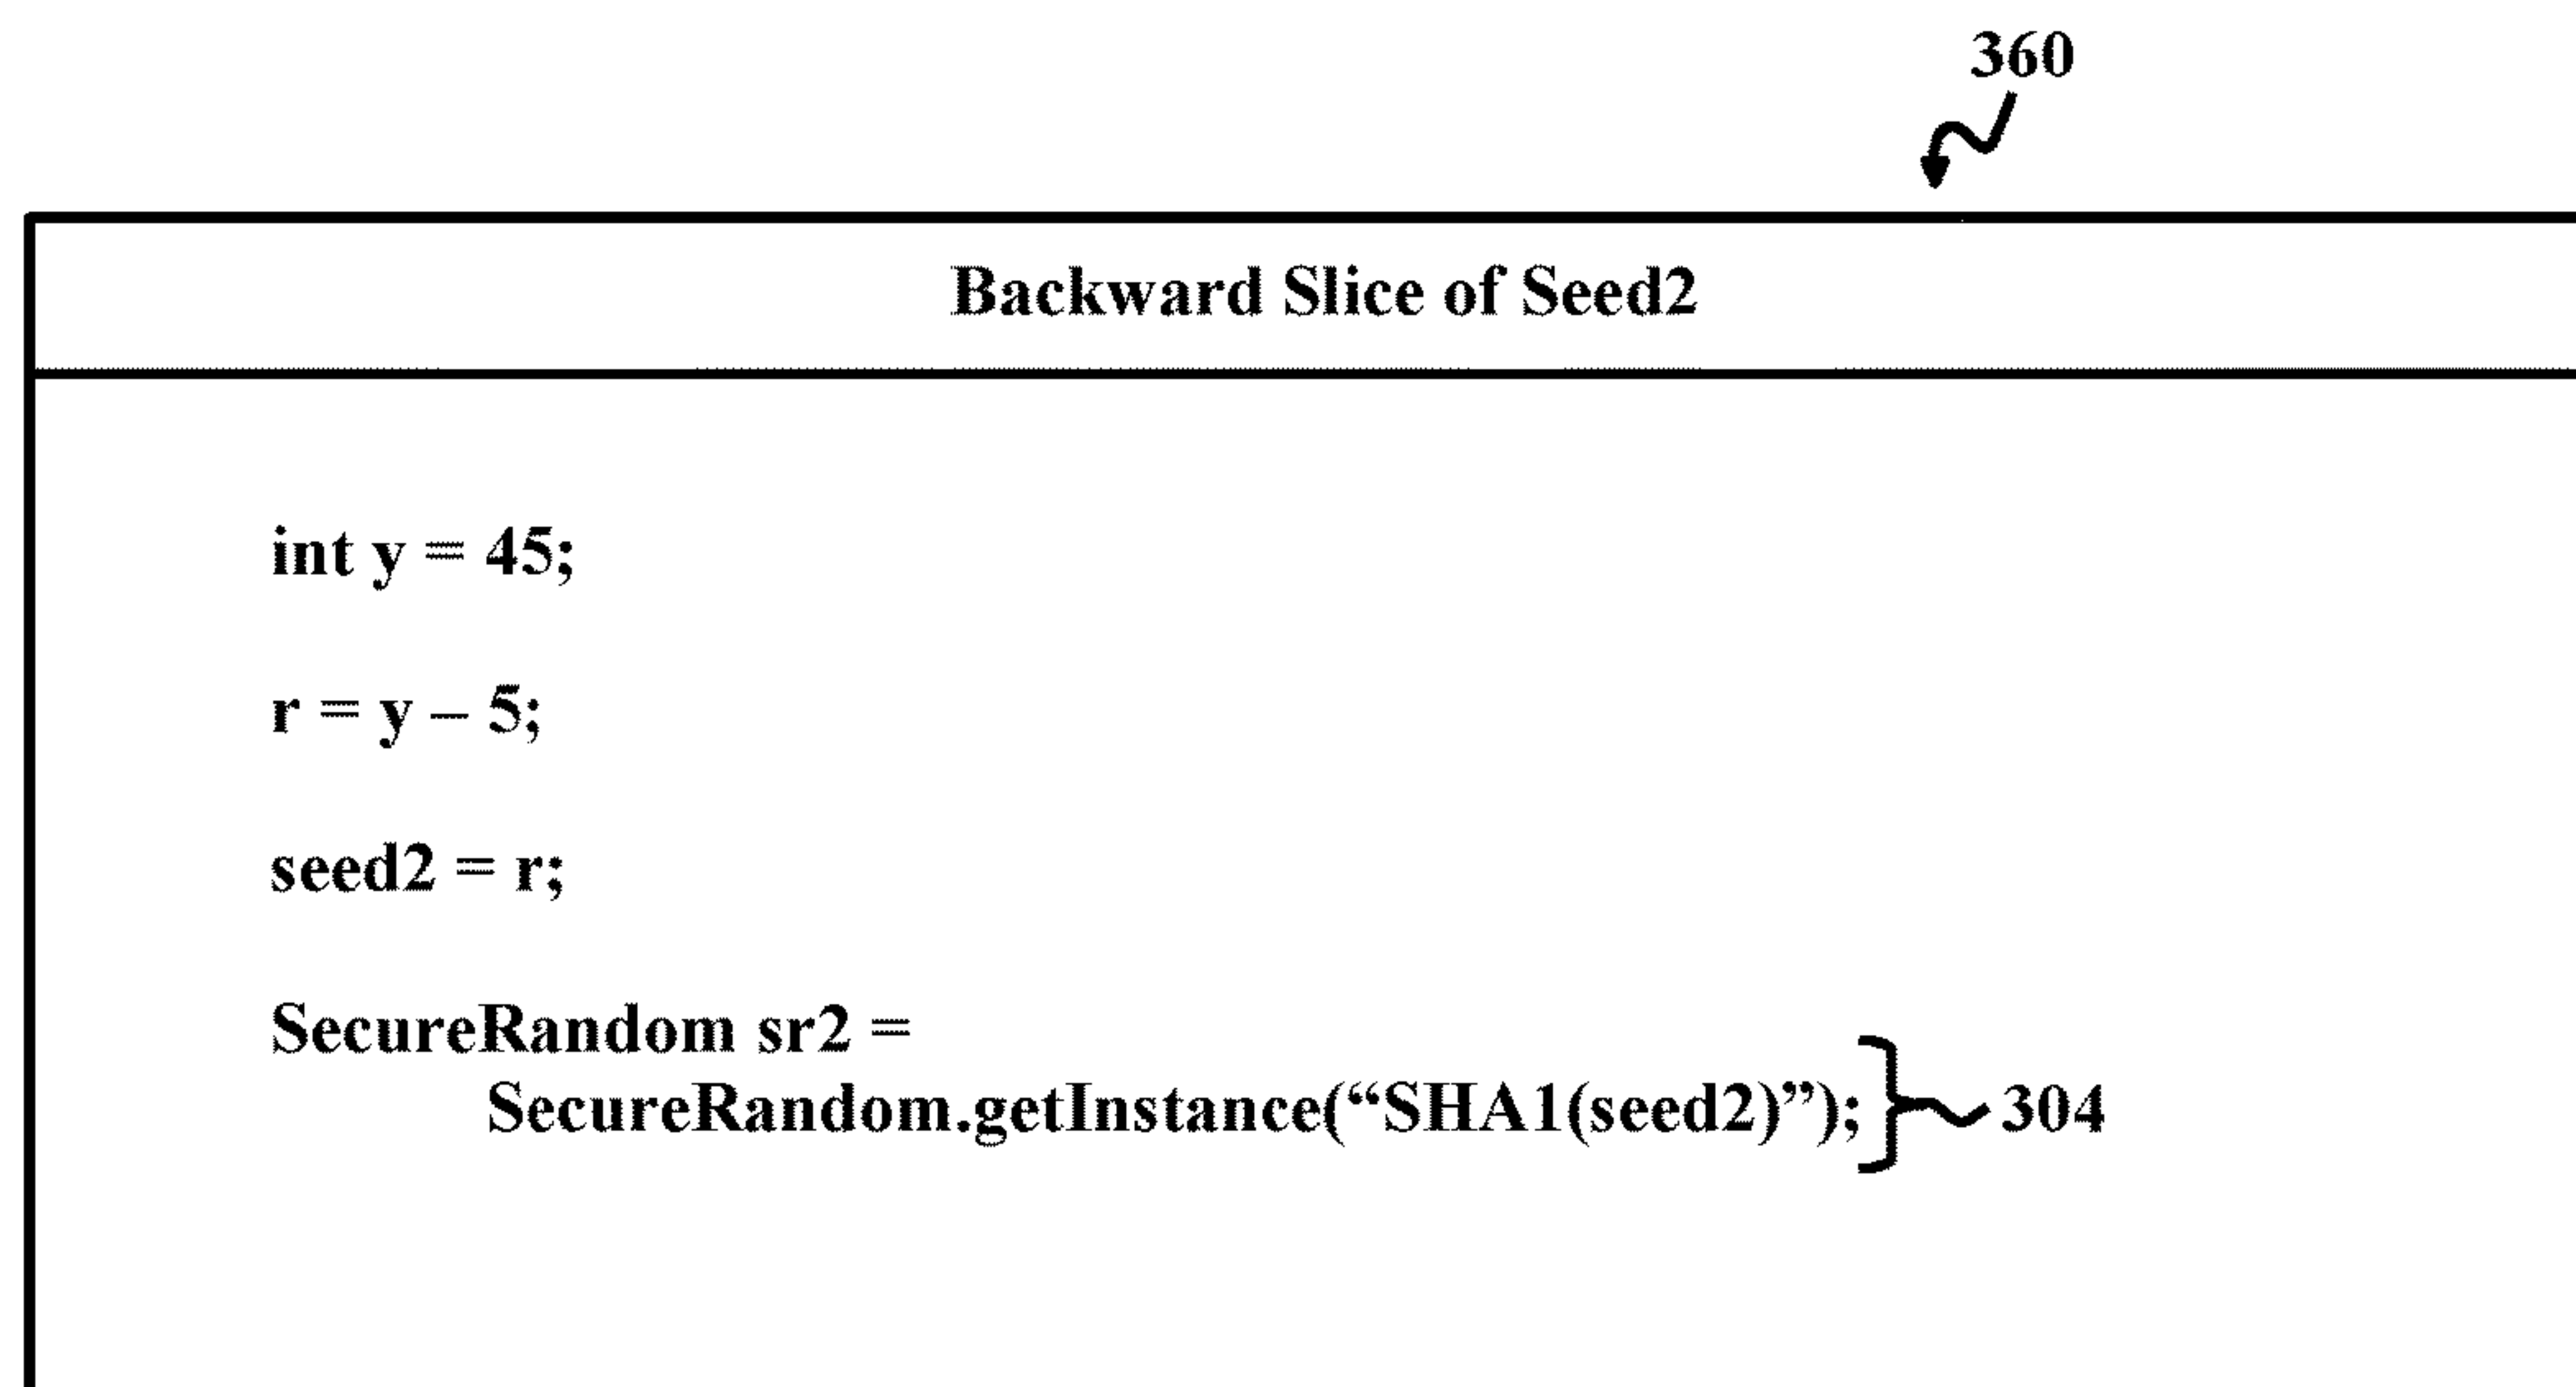 360
Backward Slice of Seed2
int y = 45;
r = y – 5;
seed2 = r;
SecureRandom sr2 =
SecureRandom.getInstance(“SHA1(seed2)”);
304